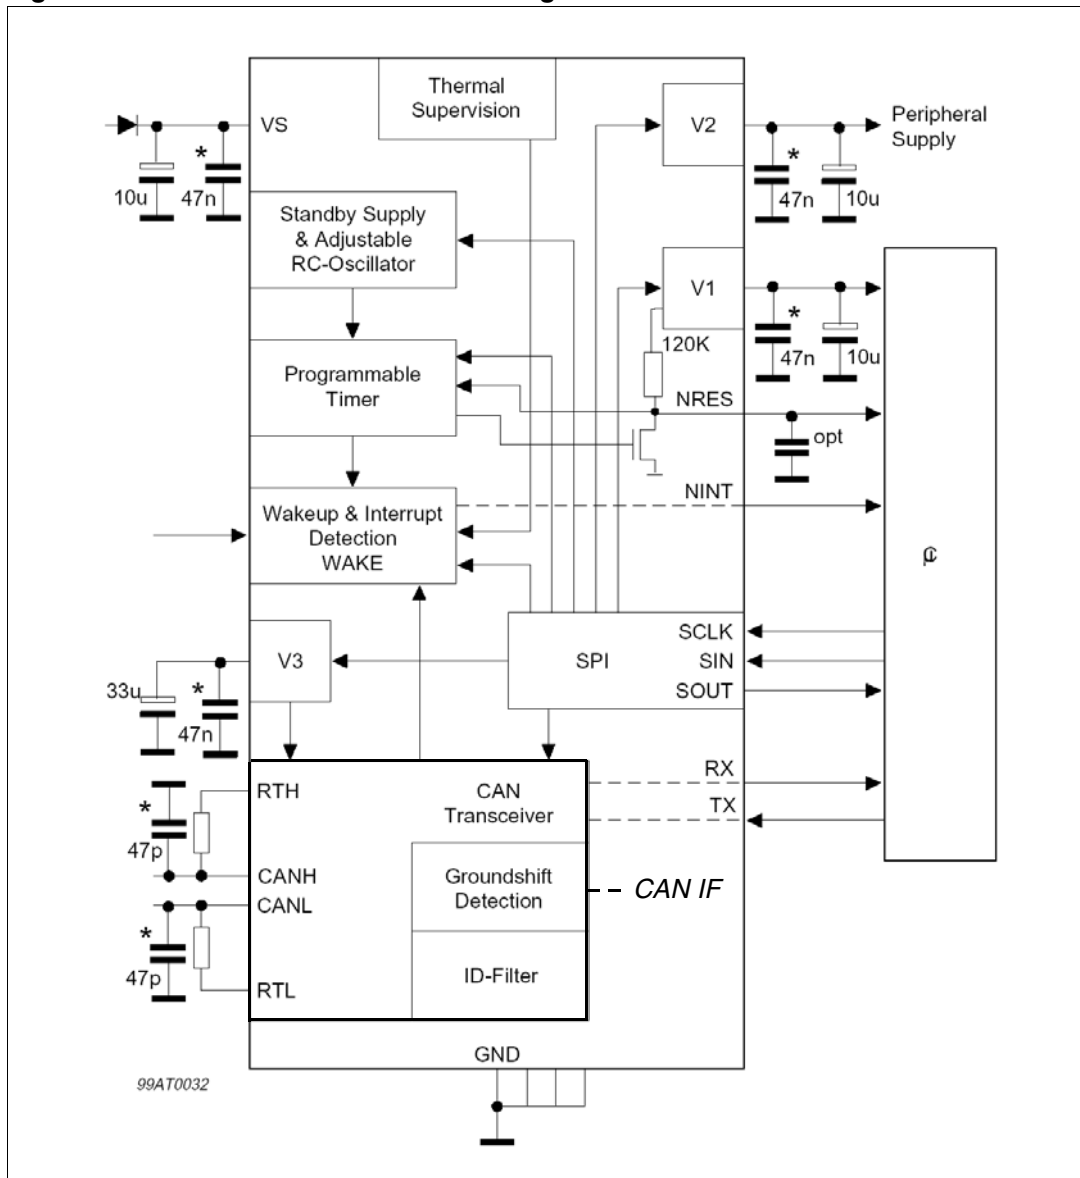 Thermal
Supervision
VS
V2
Peripheral
Supply
*
10u
47n
*
47n
10u
Standby Supply
& Adjustable
RC-Oscillator
V1
*
120K
47n
10u
Programmable
Timer
NRES
opt
NINT
Wakeup & Interrupt
Detection
WAKE
μC
SCLK
SPI
SIN
SOUT
V3
33u
*
47n
RX
TX
RTH
CAN
Transceiver
*
47p
CANH
CANL
Groundshift
Detection
CAN IF
*
47p
RTL
ID-Filter
GND
99AT0032